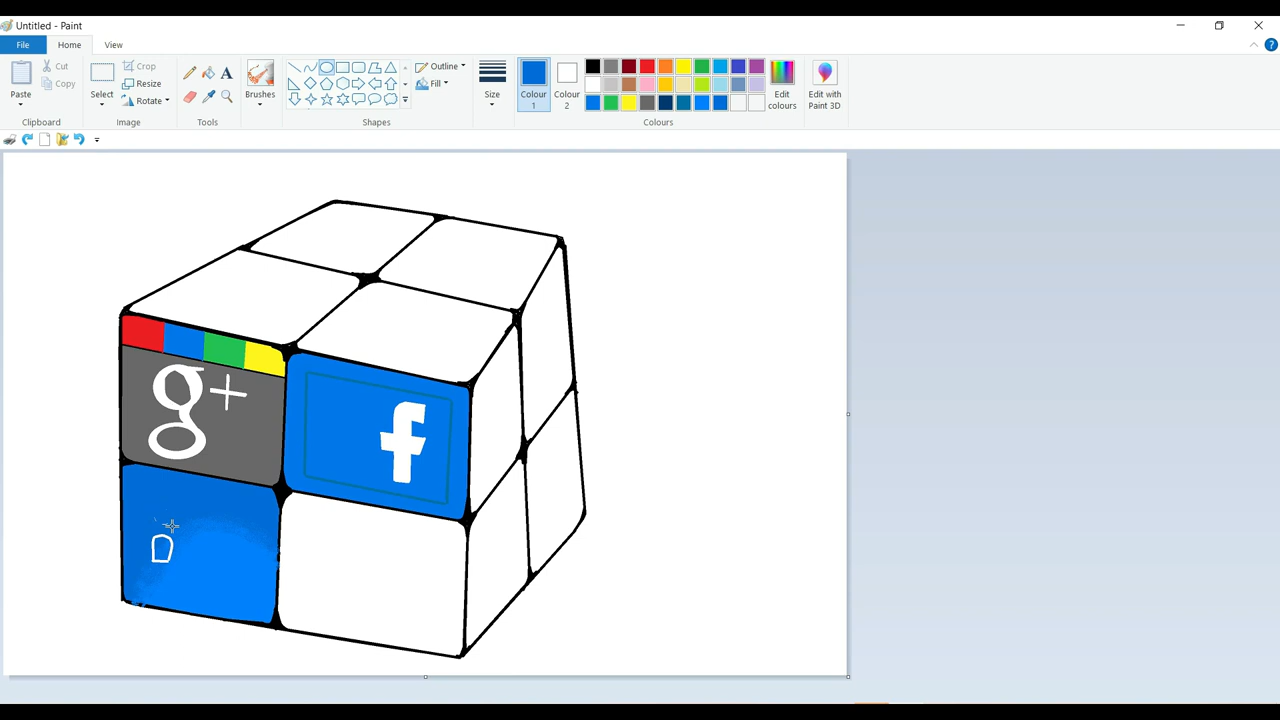 Untitled - Paint
File Home View
Cut
Copy
Paste
Clipboard
Crop
Resize
Rotate
Select
Image
Tools
Brushes
Outline
Fill
Shapes
Size
Colour 1
Colour 2
Edit colours
Colours
Edit with Paint 3D
g+
f